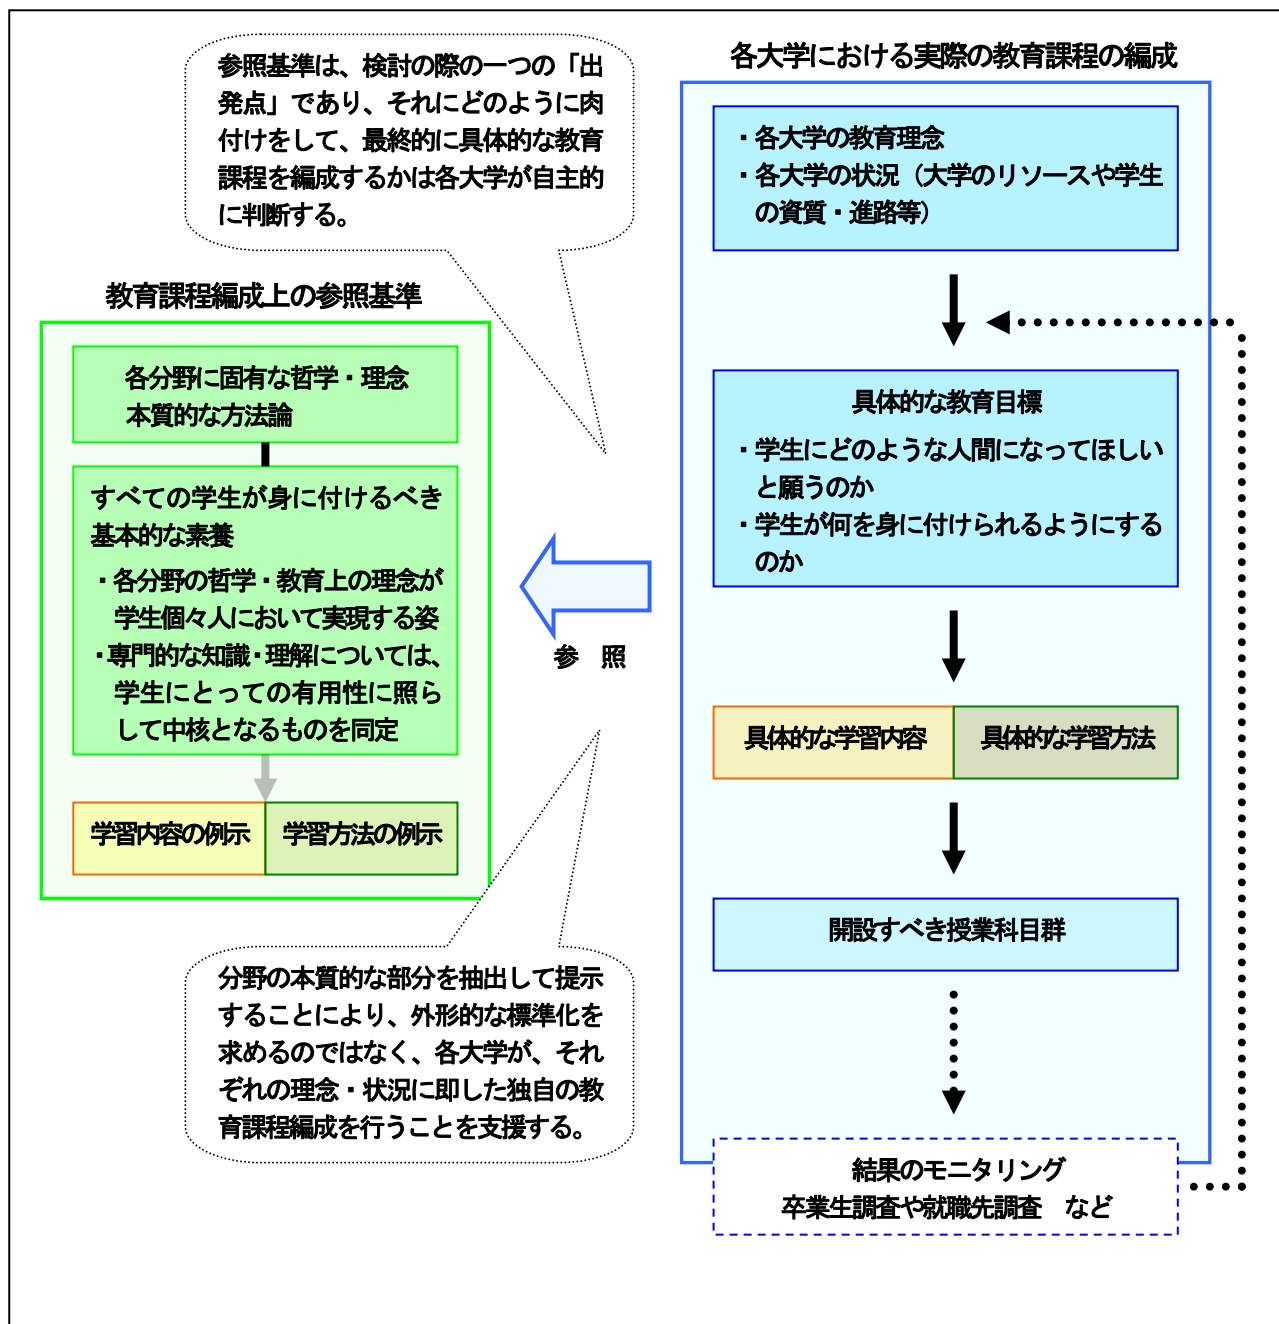 参照基準は、検討の際の一つの「出
発点」であり、それにどのように肉
付けをして、最終的に具体的な教育
課程を編成するかは各大学が自主的
に判断する。
教育課程編成上の参照基準
各分野に固有な哲学・理念
本質的な方法論
すべての学生が身に付けるべき
基本的な素養
・各分野の哲学・教育上の理念が
学生個々人において実現する姿
・専門的な知識・理解については、
学生にとっての有用性に照ら
して中核となるものを同定
学習内容の例示
学習方法の例示
分野の本質的な部分を抽出して提示
することにより、外形的な標準化を
求めるのではなく、各大学が、それ
ぞれの理念・状況に即した独自の教
育課程編成を行うことを支援する。
参　照
各大学における実際の教育課程の編成
・各大学の教育理念
・各大学の状況（大学のリソースや学生
の資質・進路等）
具体的な教育目標
・学生にどのような人間になってほしい
と願うのか
・学生が何を身に付けられるようにする
のか
具体的な学習内容
具体的な学習方法
開設すべき授業科目群
結果のモニタリング
卒業生調査や就職先調査　など